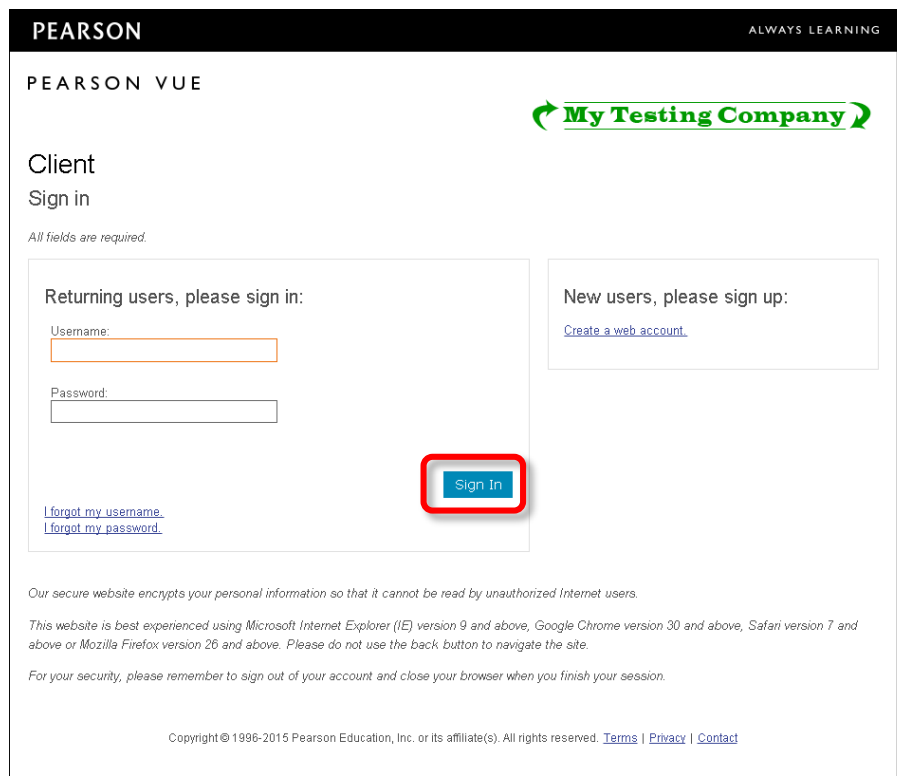 PEARSON
ALWAYS LEARNING
PEARSON VUE
My Testing Company
Client
Sign in
All fields are required.
Returning users, please sign in:
Username:
Password:
Sign In
I forgot my username.
I forgot my password.
New users, please sign up:
Create a web account.
Our secure website encrypts your personal information so that it cannot be read by unauthorized Internet users.
This website is best experienced using Microsoft Internet Explorer (IE) version 9 and above, Google Chrome version 30 and above, Safari version 7 and
above or Mozilla Firefox version 26 and above. Please do not use the back button to navigate the site.
For your security, please remember to sign out of your account and close your browser when you finish your session.
Copyright © 1996-2015 Pearson Education, Inc. or its affiliate(s). All rights reserved. Terms | Privacy | Contact